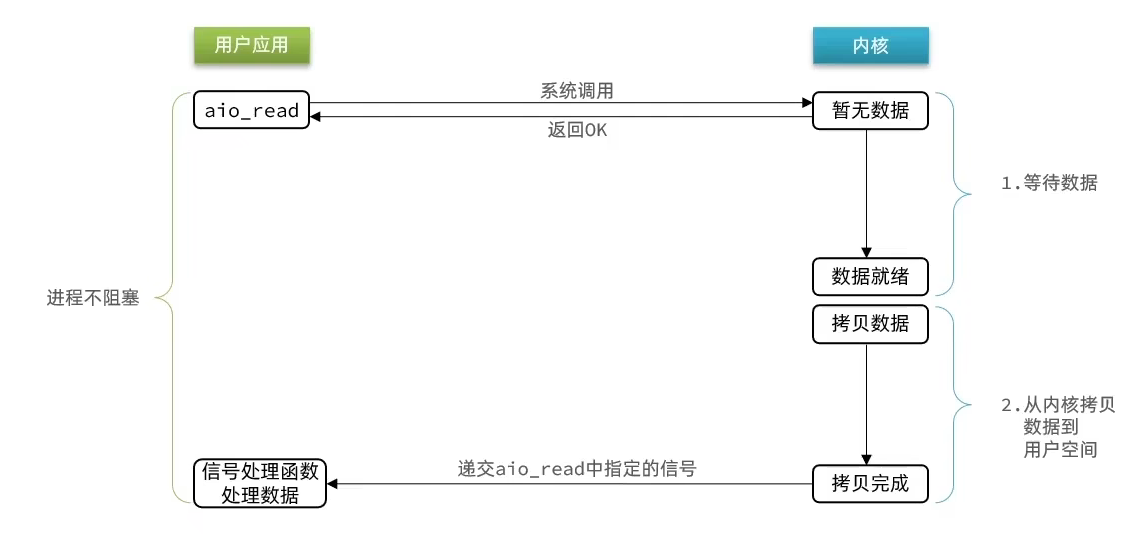 用户应用
内核
aio_read
系统调用
返回OK
暂无数据
1.等待数据
数据就绪
进程不阻塞
拷贝数据
2.从内核拷贝
数据到
用户空间
信号处理函数
处理数据
递交aio_read中指定的信号
拷贝完成